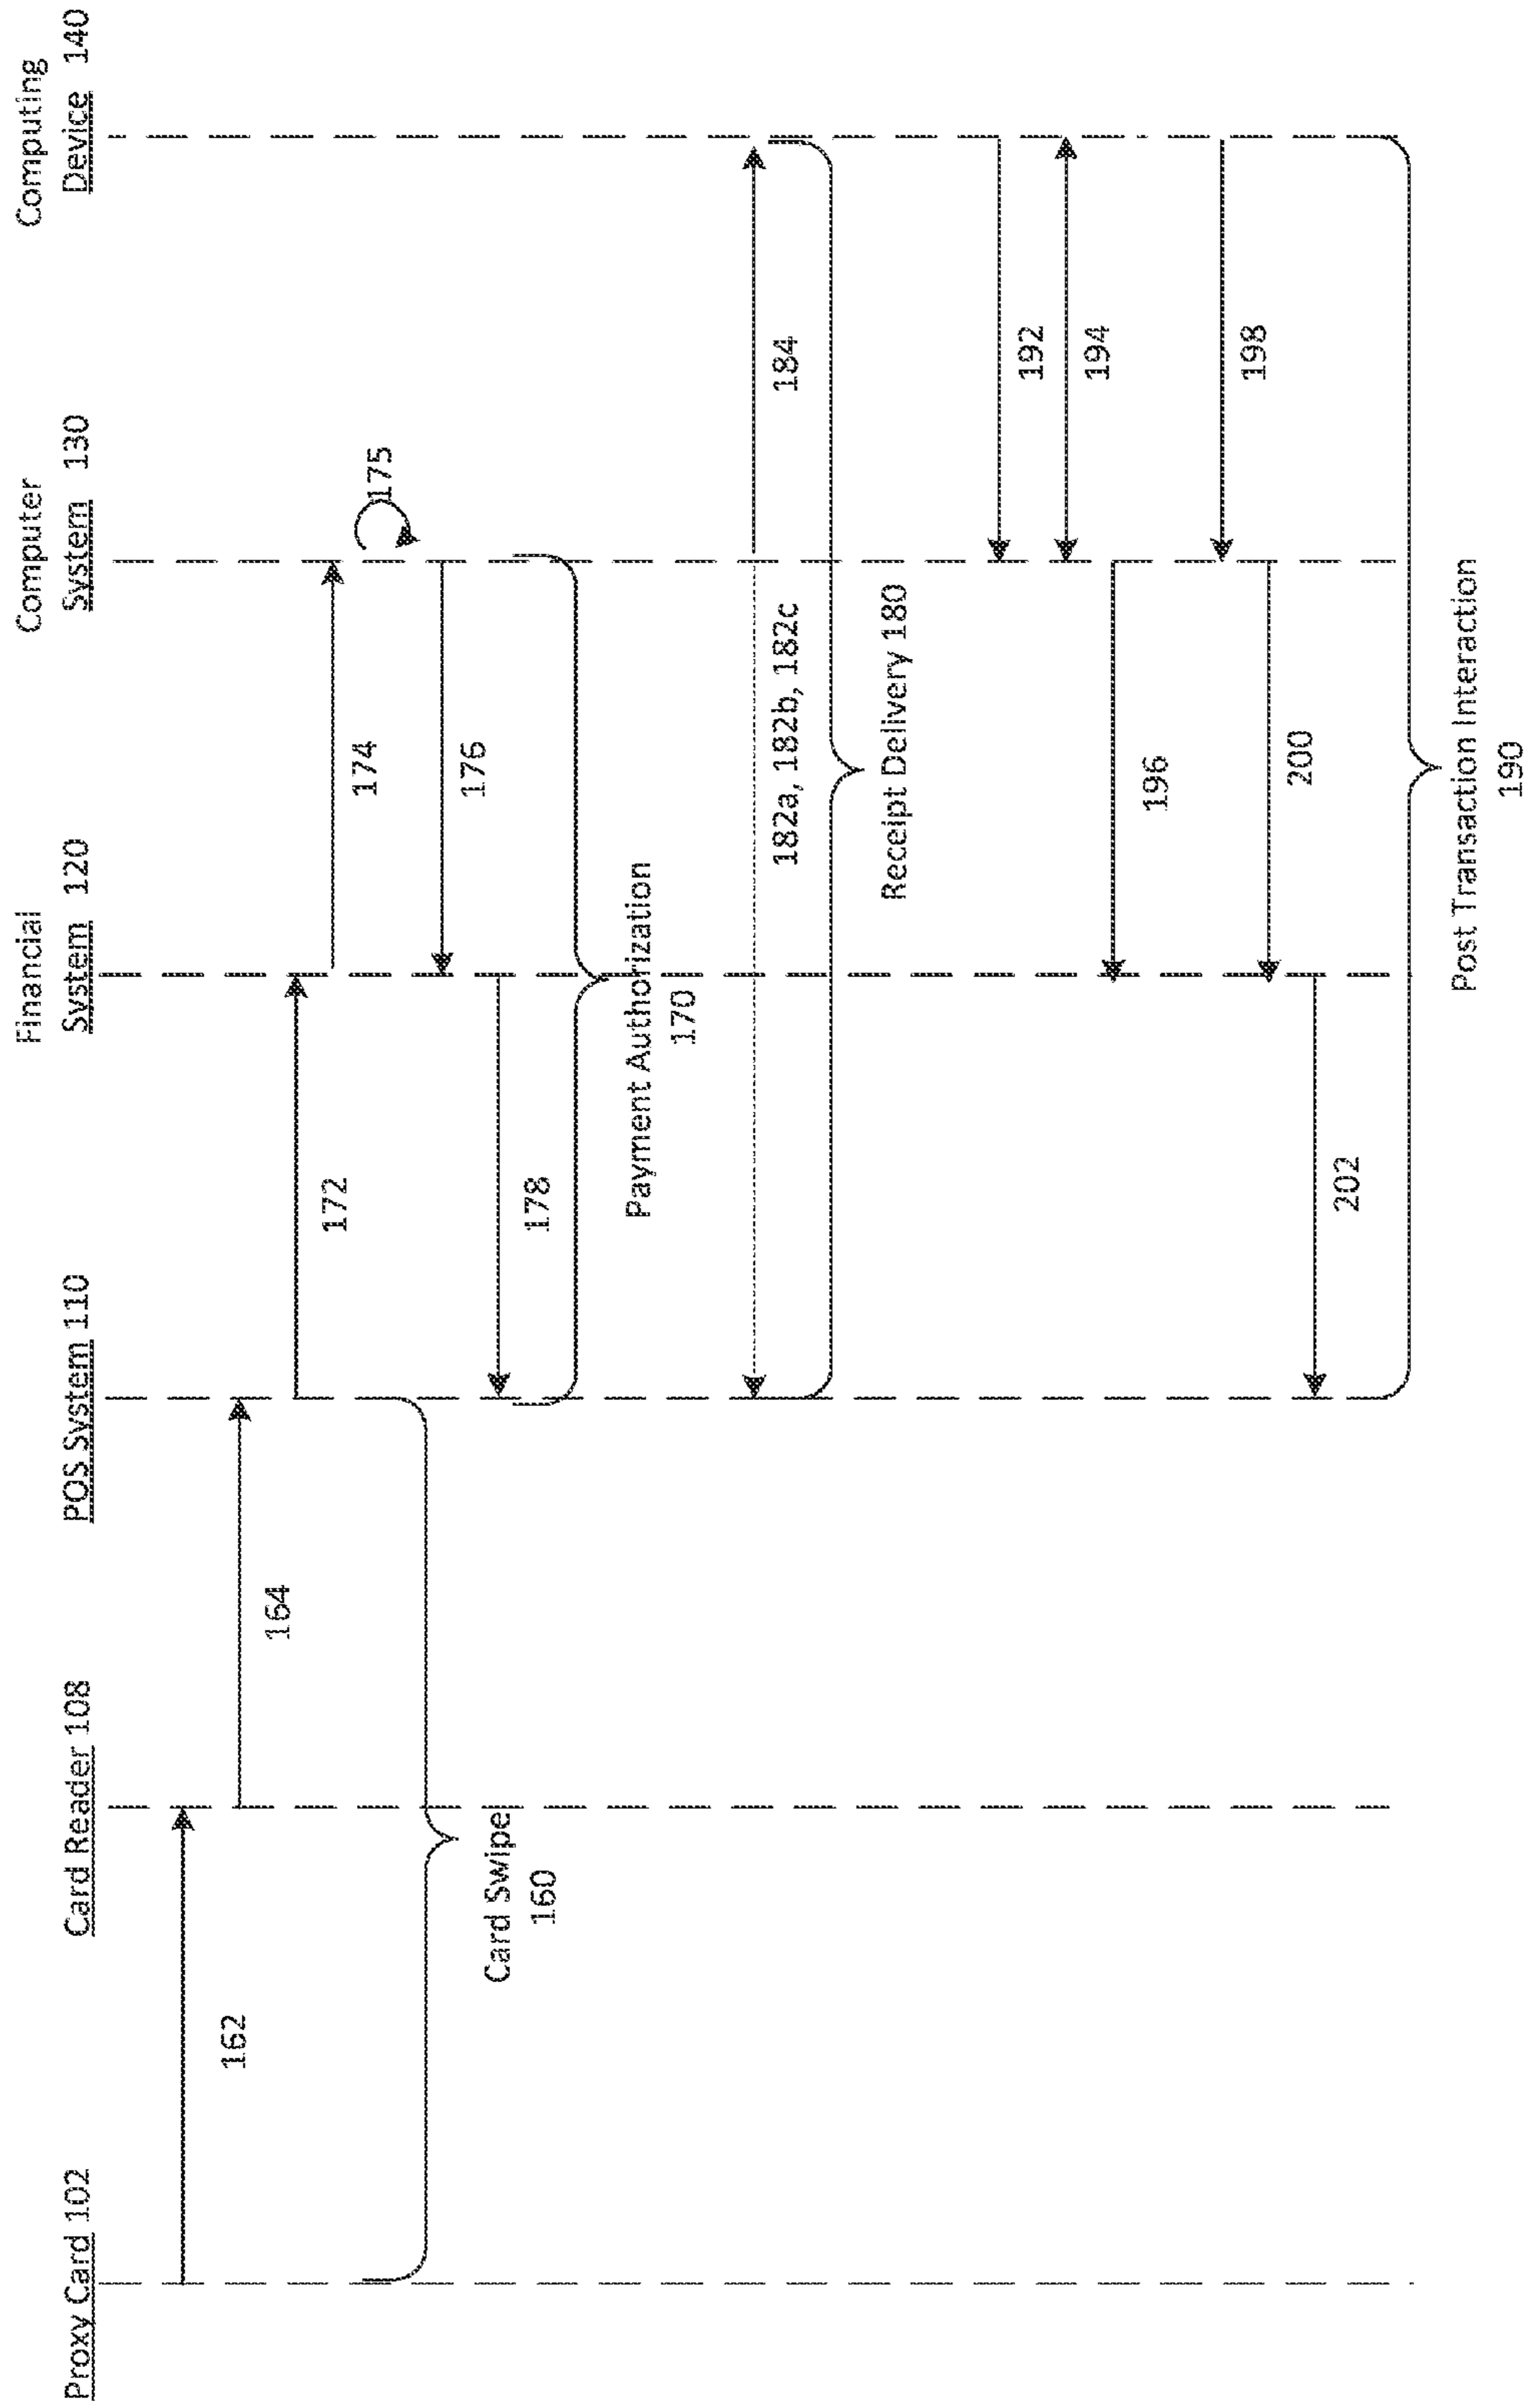 Proxy Card 102
Card Reader 108
POS System 110
Financial
System 120
Computer
System 130
Computing
Device 140
162
164
Card Swipe
160
172
174
175
176
178
Payment Authorization
170
182a, 182b, 182c
184
Receipt Delivery 180
192
194
196
198
200
202
Post Transaction Interaction
190